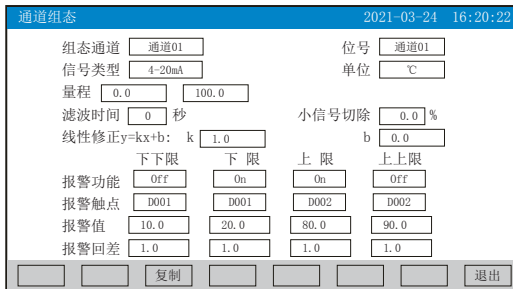 通道组态 2021-03-24 16:20:22
组态通道 通道01 位号 通道01
信号类型 4-20mA 单位 ℃
量程 0.0 100.0
滤波时间 0 秒 小信号切除 0.0 %
线性修正y=kx+b: k 1.0 b 0.0
下下限 下 限 上 限 上上限
报警功能 Off On On Off
报警触点 D001 D001 D002 D002
报警值 10.0 20.0 80.0 90.0
报警回差 1.0 1.0 1.0 1.0
复制 退出